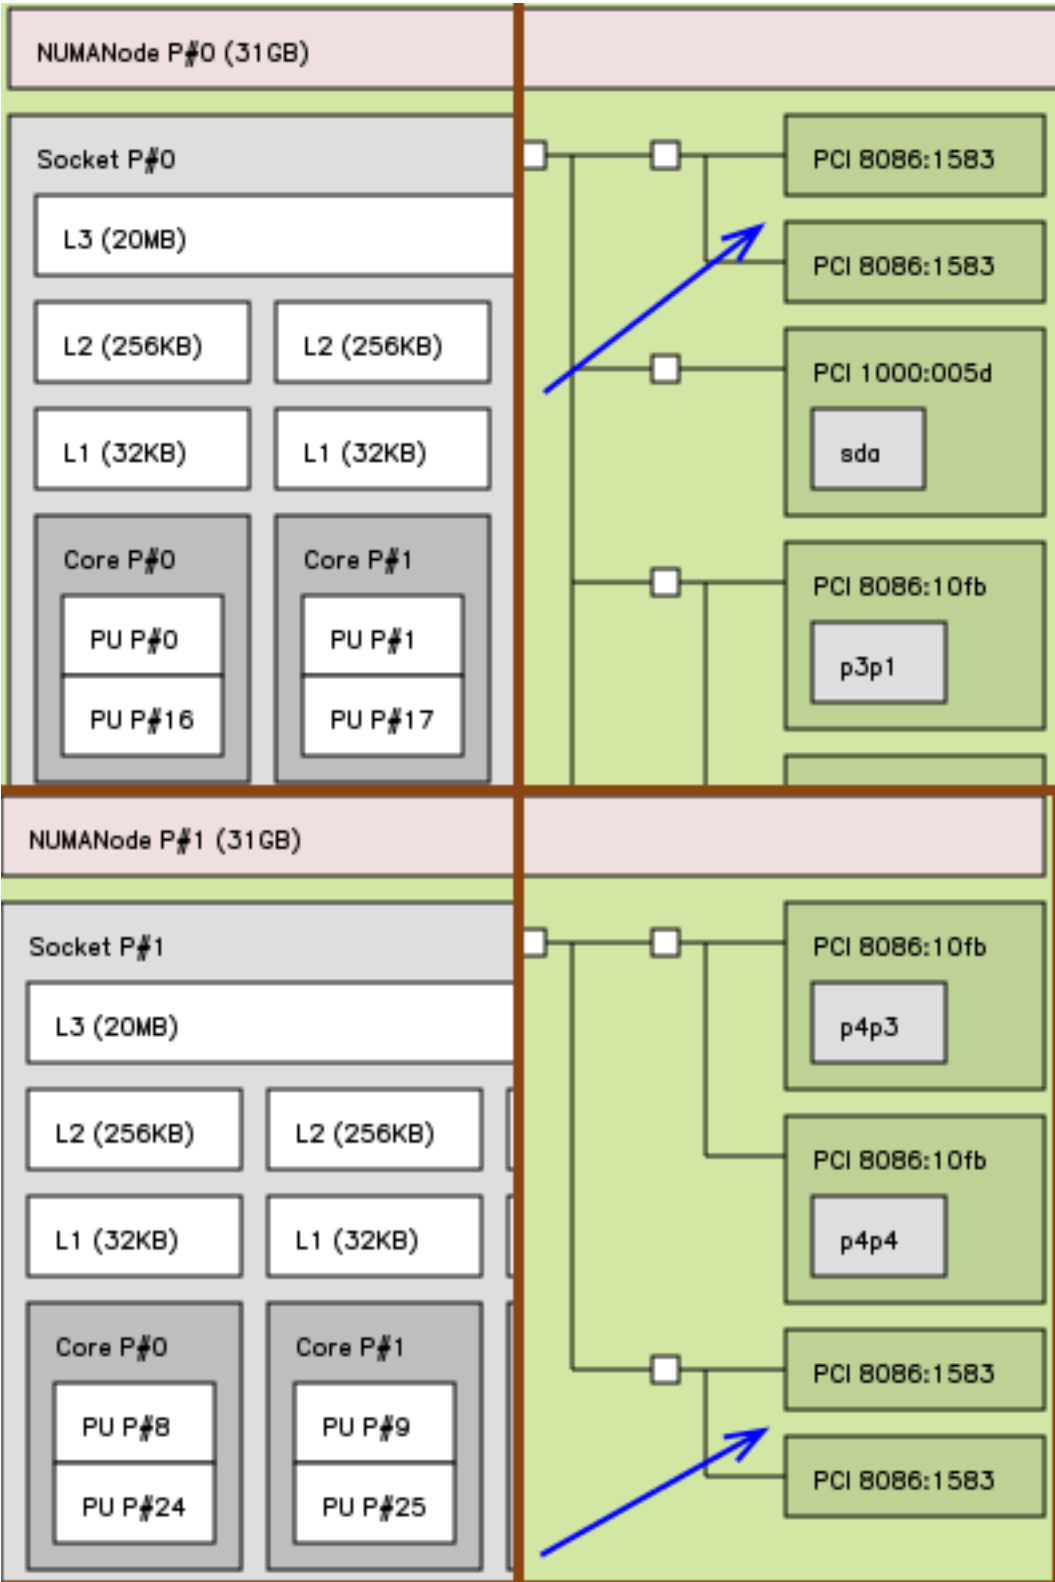 NUMANode P#0 (31GB)
Socket P#0
L3 (20MB)
L2 (256KB) L2 (256KB)
L1 (32KB) L1 (32KB)
Core P#0 Core P#1
PU P#0 PU P#1
PU P#16 PU P#17
PCI 8086:1583
PCI 8086:1583
PCI 1000:005d
sda
PCI 8086:10fb
p3p1
NUMANode P#1 (31GB)
Socket P#1
L3 (20MB)
L2 (256KB) L2 (256KB)
L1 (32KB) L1 (32KB)
Core P#0 Core P#1
PU P#8 PU P#9
PU P#24 PU P#25
PCI 8086:10fb
p4p3
PCI 8086:10fb
p4p4
PCI 8086:1583
PCI 8086:1583